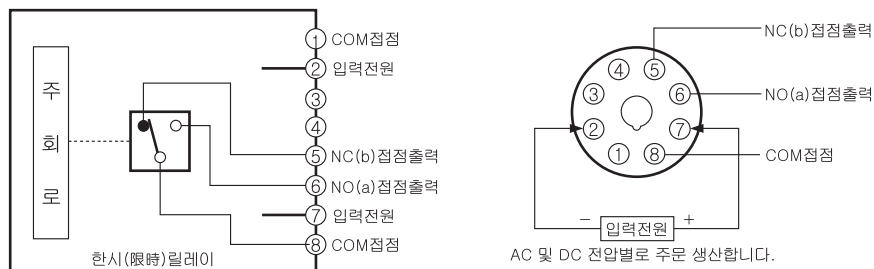 ① COM접점
② 입력전원
③
④
⑤ NC(b)접점출력
⑥ NO(a)접점출력
⑦ 입력전원
⑧ COM접점
주
회
로
한시(限時)릴레이
NC(b)접점출력
④ ⑤
③ ⑥
NO(a)접점출력
② ⑦
① ⑧
COM접점
− 입력전원 +
AC 및 DC 전압별로 주문 생산합니다.